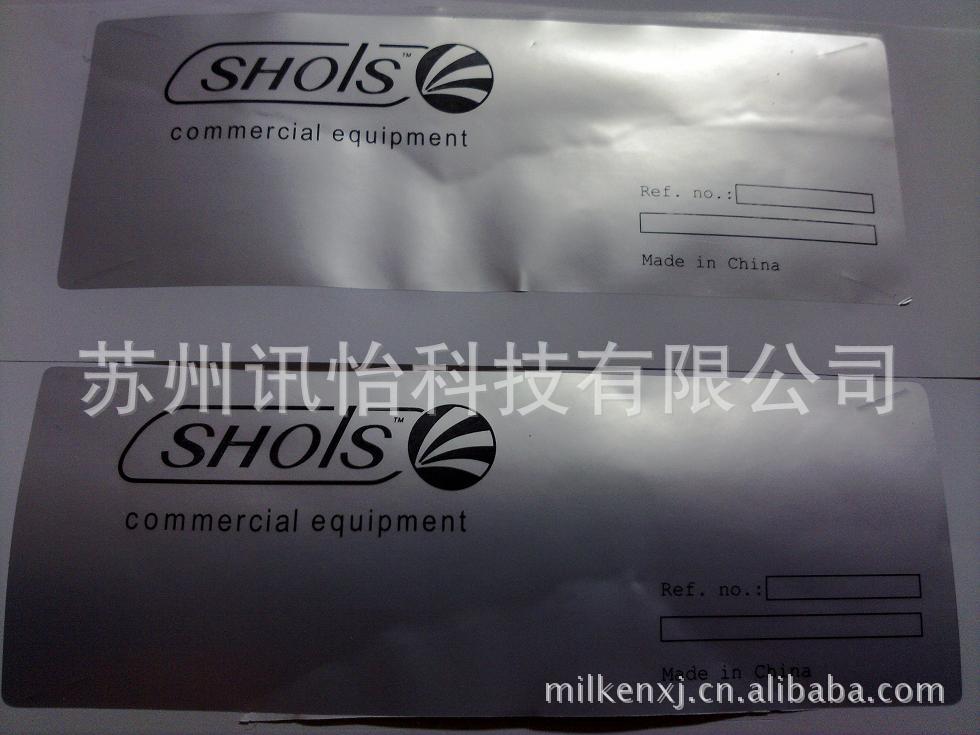 SHOlS™
commercial equipment
Ref. no.:
Made in China
苏州讯怡科技有限公司
SHOlS™
commercial equipment
Ref. no.:
Made in China
milkenxj.cn.alibaba.com